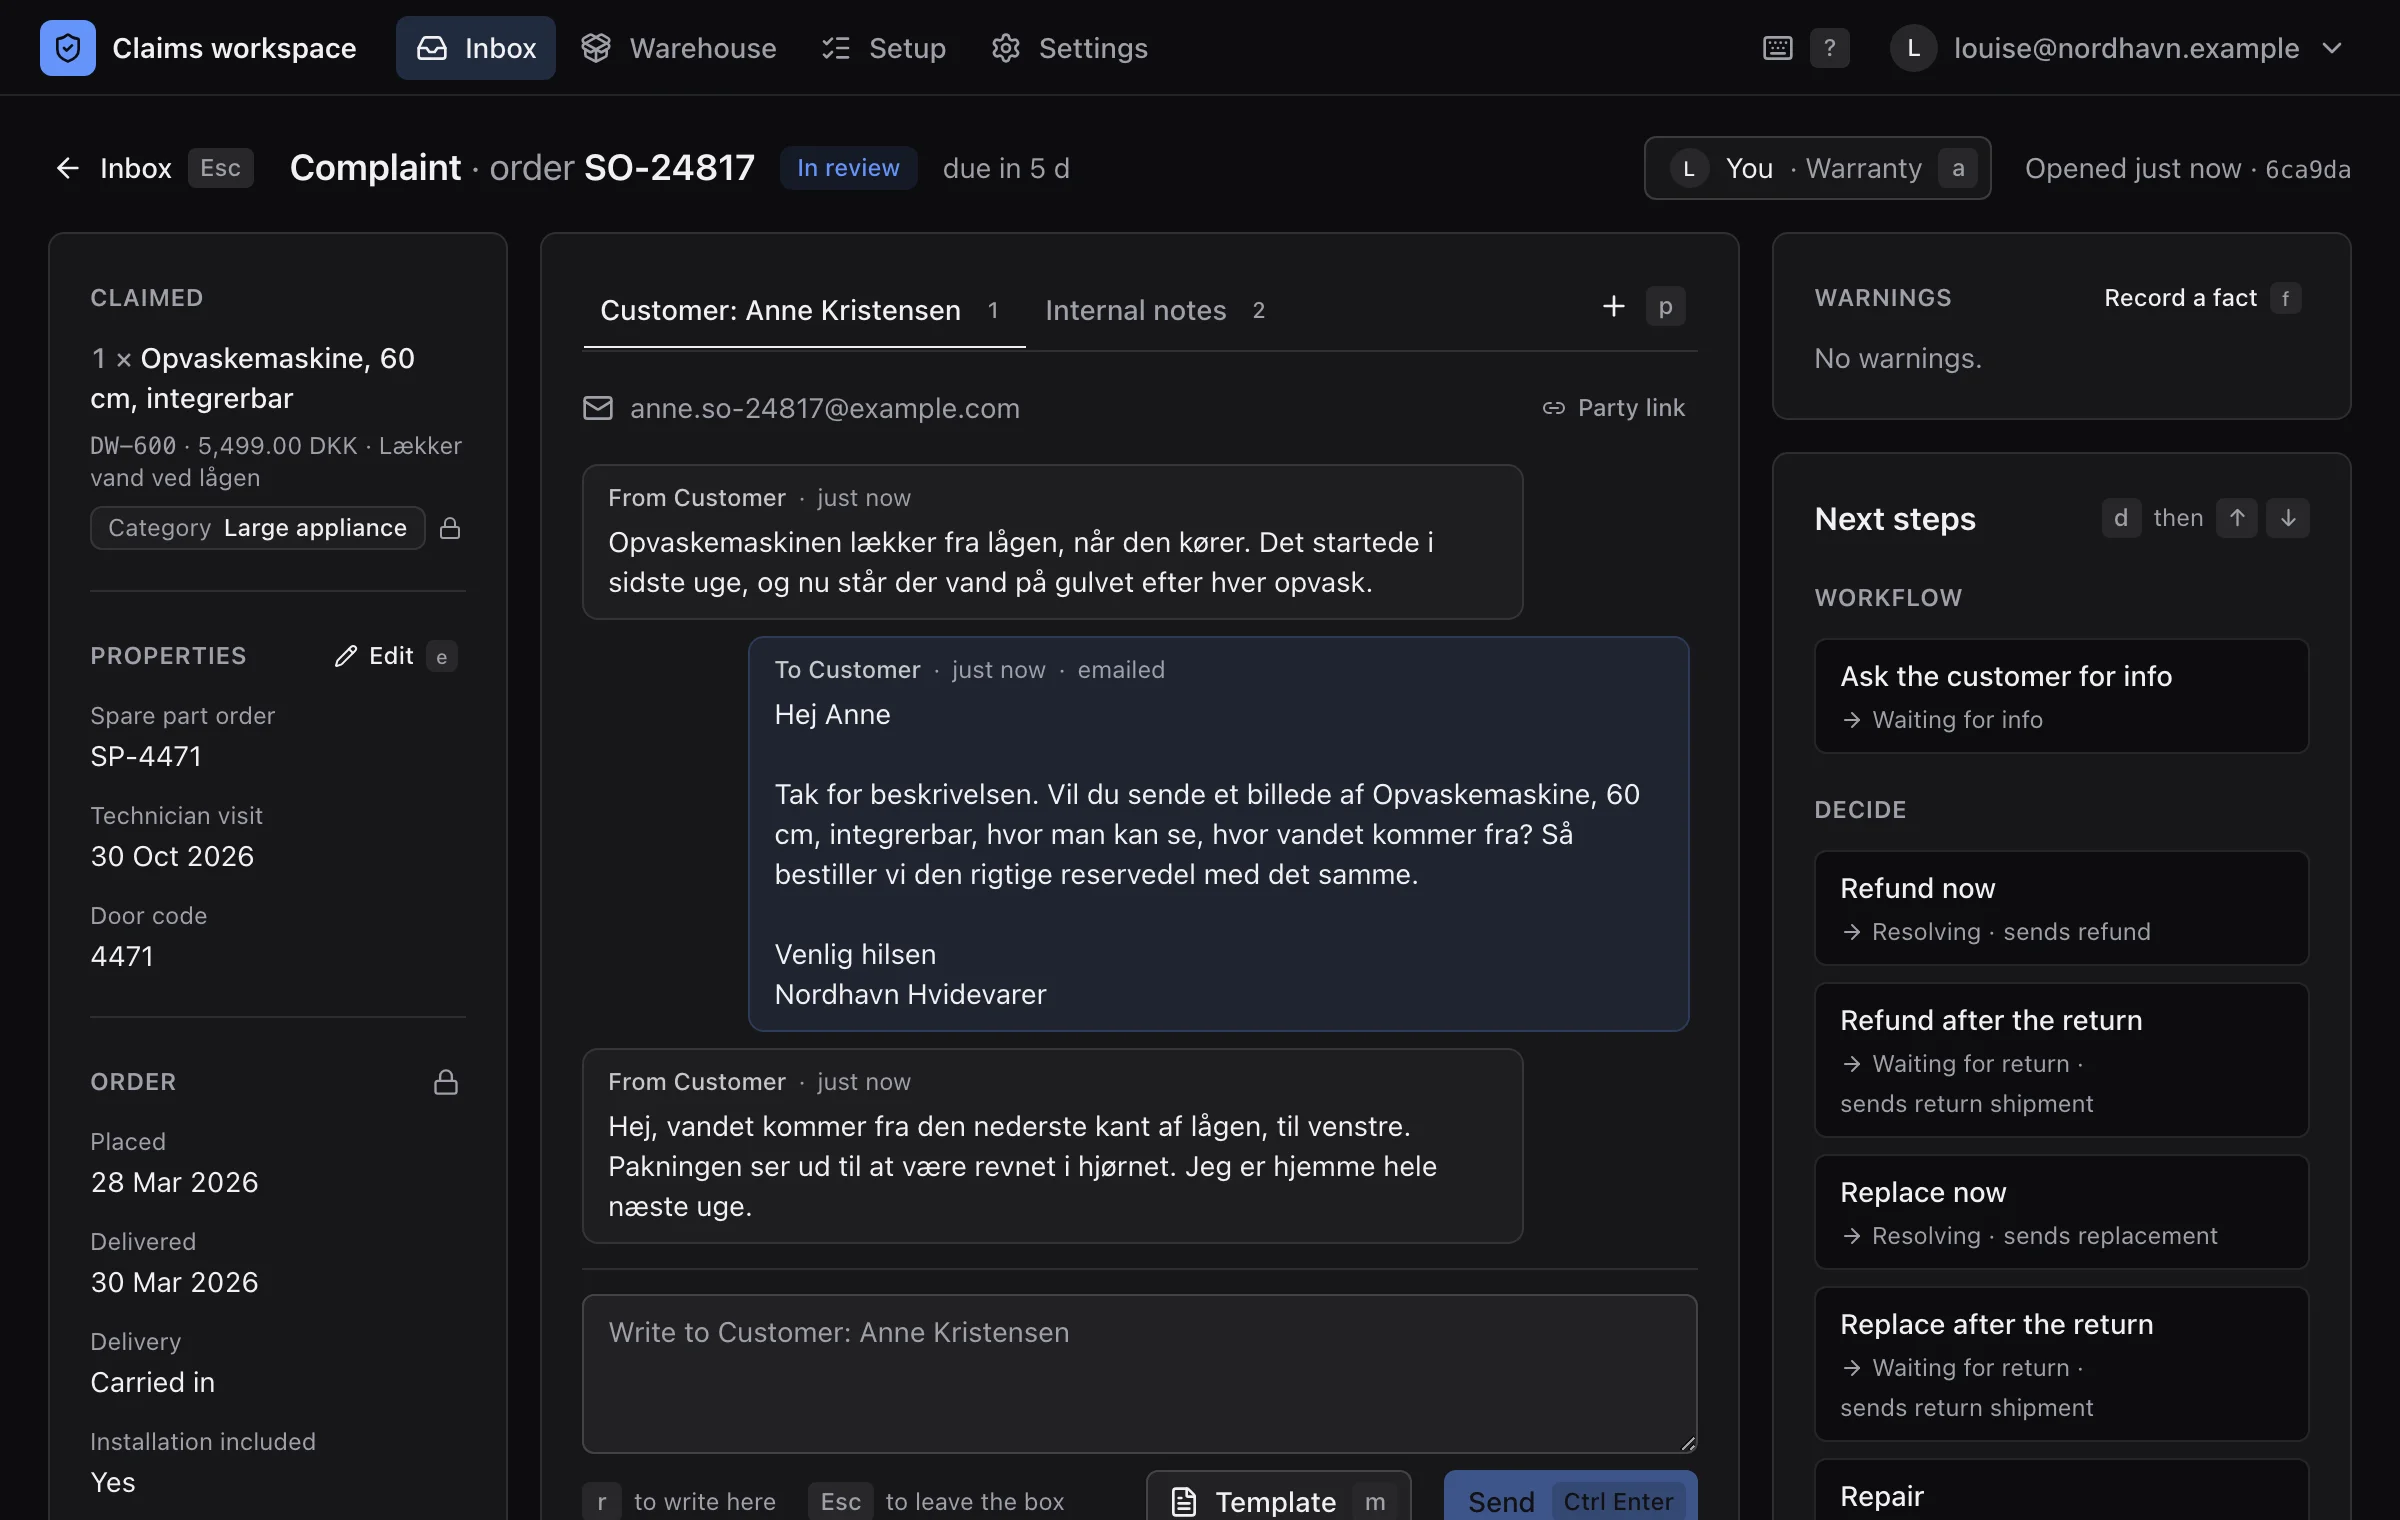 Claims workspace
Inbox
Warehouse
Setup
Settings
?
L
louise@nordhavn.example
Inbox Esc
Complaint · order SO-24817
In review
due in 5 d
L You · Warranty a
Opened just now · 6ca9da
CLAIMED
1 × Opvaskemaskine, 60
cm, integrerbar
DW-600 · 5,499.00 DKK · Lækker
vand ved lågen
Category Large appliance
PROPERTIES
Edit e
Spare part order
SP-4471
Technician visit
30 Oct 2026
Door code
4471
ORDER
Placed
28 Mar 2026
Delivered
30 Mar 2026
Delivery
Carried in
Installation included
Yes
Customer: Anne Kristensen 1
Internal notes 2
+ p
anne.so-24817@example.com
Party link
From Customer · just now
Opvaskemaskinen lækker fra lågen, når den kører. Det startede i
sidste uge, og nu står der vand på gulvet efter hver opvask.
To Customer · just now · emailed
Hej Anne
Tak for beskrivelsen. Vil du sende et billede af Opvaskemaskine, 60
cm, integrerbar, hvor man kan se, hvor vandet kommer fra? Så
bestiller vi den rigtige reservedel med det samme.
Venlig hilsen
Nordhavn Hvidevarer
From Customer · just now
Hej, vandet kommer fra den nederste kant af lågen, til venstre.
Pakningen ser ud til at være revnet i hjørnet. Jeg er hjemme hele
næste uge.
Write to Customer: Anne Kristensen
r to write here Esc to leave the box
Template m
Send Ctrl Enter
WARNINGS
Record a fact f
No warnings.
Next steps
d then ↑ ↓
WORKFLOW
Ask the customer for info
→ Waiting for info
DECIDE
Refund now
→ Resolving · sends refund
Refund after the return
→ Waiting for return ·
sends return shipment
Replace now
→ Resolving · sends replacement
Replace after the return
→ Waiting for return ·
sends return shipment
Repair